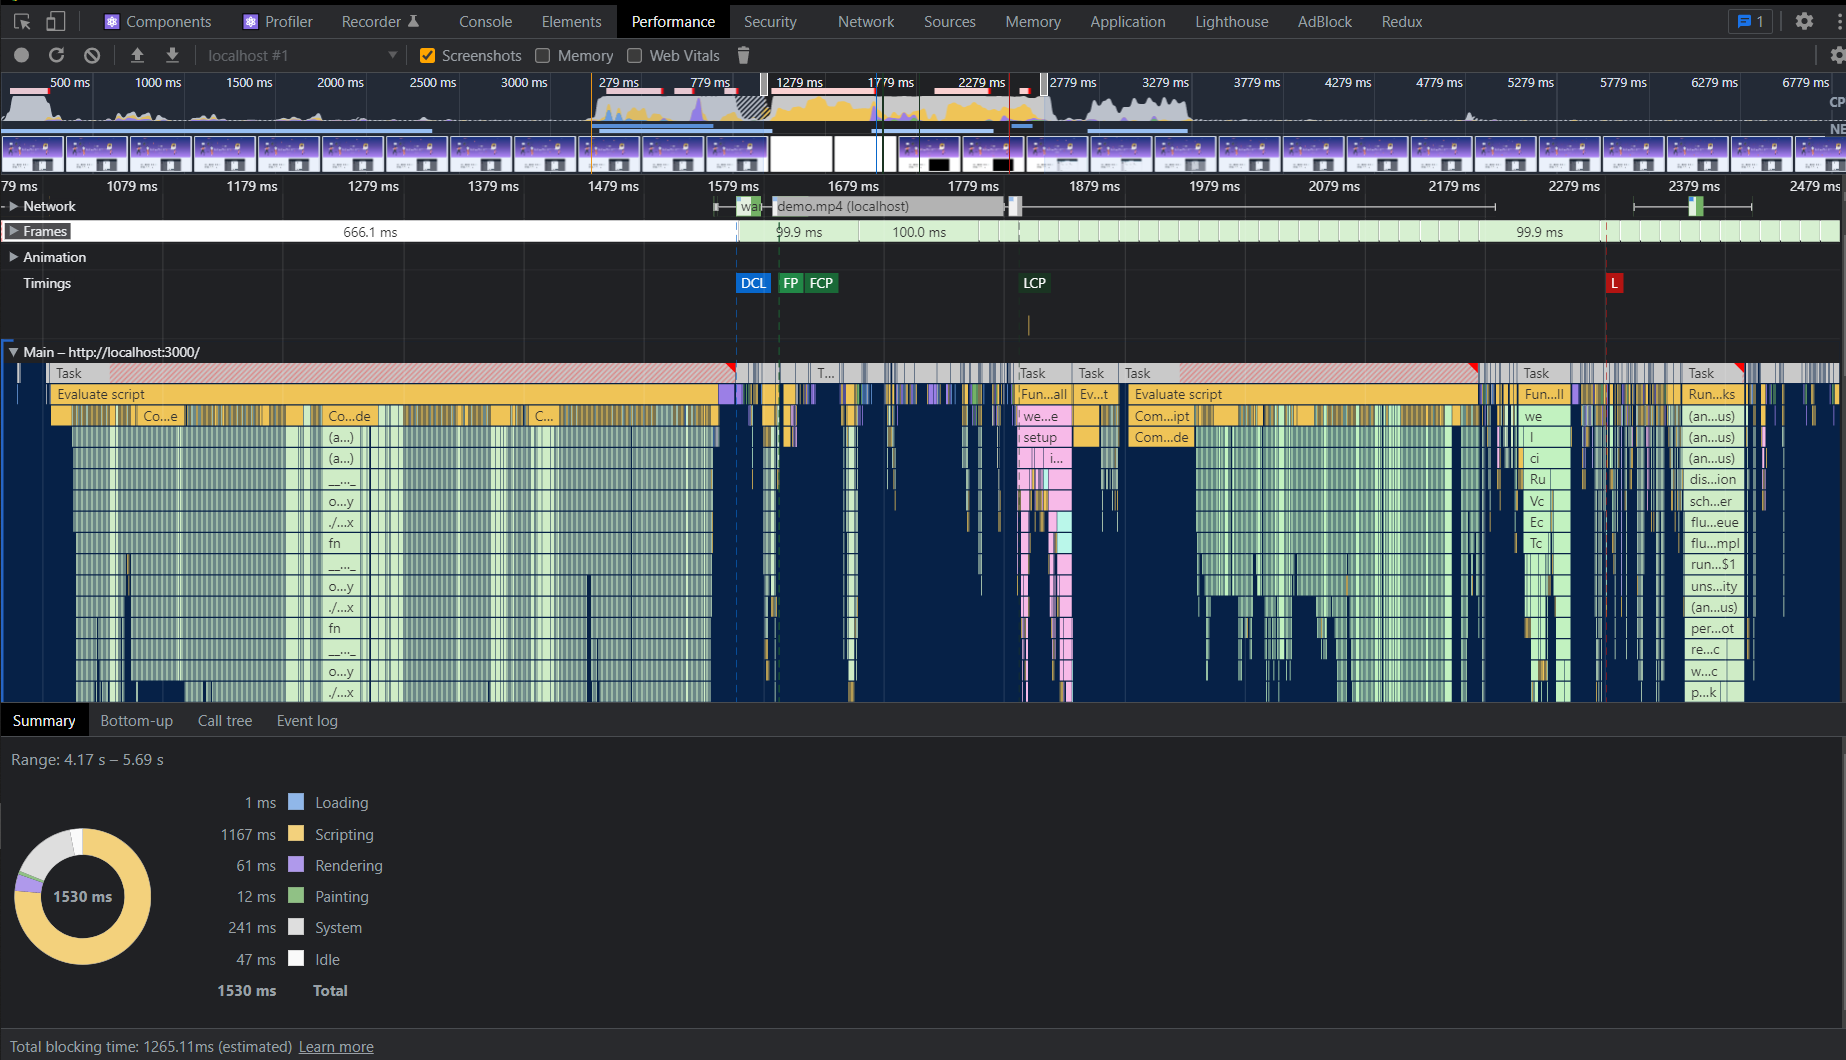 Components Profiler Recorder Console Elements Performance Security Network Sources Memory Application Lighthouse AdBlock Redux 1
localhost #1 Screenshots Memory Web Vitals
500 ms 1000 ms 1500 ms 2000 ms 2500 ms 3000 ms 279 ms 779 ms 1279 ms 1779 ms 2279 ms 2779 ms 3279 ms 3779 ms 4279 ms 4779 ms 5279 ms 5779 ms 6279 ms 6779 ms
CP
NE
79 ms 1079 ms 1179 ms 1279 ms 1379 ms 1479 ms 1579 ms 1679 ms 1779 ms 1879 ms 1979 ms 2079 ms 2179 ms 2279 ms 2379 ms 2479 ms
Network wai demo.mp4 (localhost)
Frames 666.1 ms 99.9 ms 100.0 ms 99.9 ms
Animation
Timings DCL FP FCP LCP L
Main – http://localhost:3000/
Task T... Task Task Task Task Task
Evaluate script Fun...all Ev...t Evaluate script Fun...ll Run...ks
Co...e Co...de C... we...e Com...ipt we (an...us)
(a...) setup Com...de l (an...us)
(a...) i... ci (an...us)
__..._ Ru dis...ion
o...y Vc sch...er
./...x Ec flu...eue
fn Tc flu...mpl
__..._ run...$1
o...y uns...ity
./...x (an...us)
fn per...ot
__..._ re...c
o...y w...c
./...x p...k
Summary Bottom-up Call tree Event log
Range: 4.17 s – 5.69 s
1 ms Loading
1167 ms Scripting
61 ms Rendering
1530 ms
12 ms Painting
241 ms System
47 ms Idle
1530 ms Total
Total blocking time: 1265.11ms (estimated) Learn more